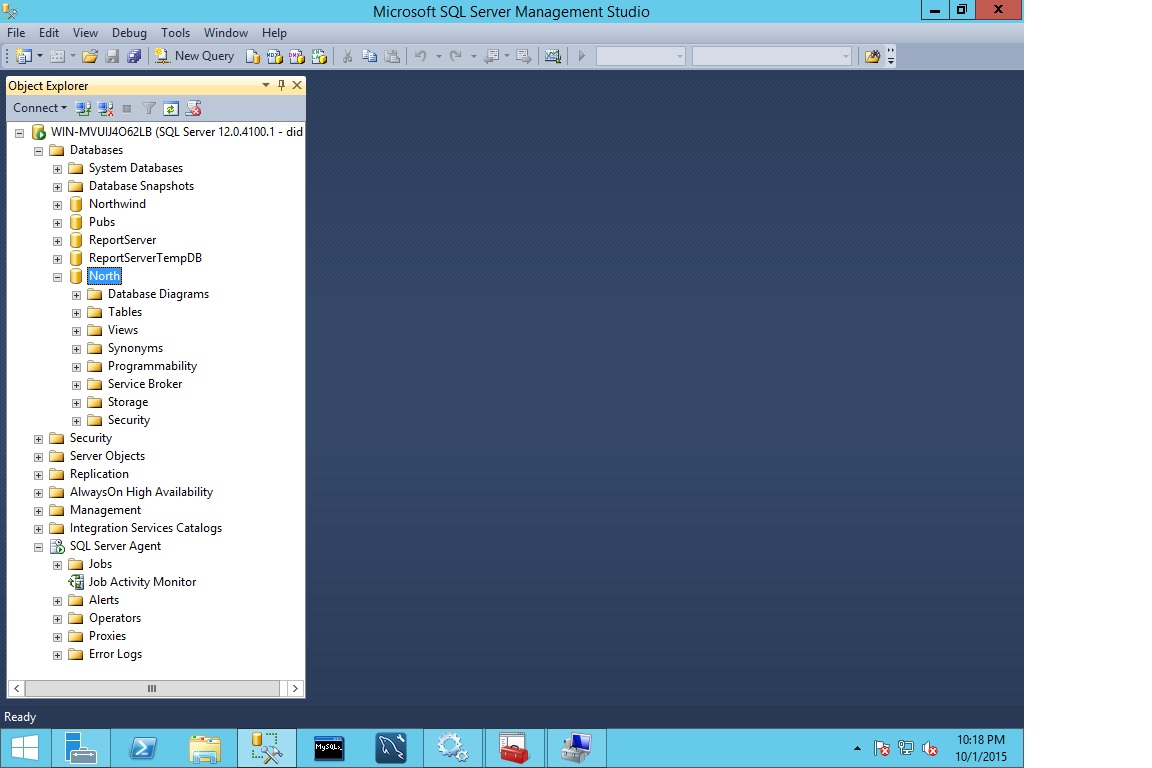 Microsoft SQL Server Management Studio
File Edit View Debug Tools Window Help
New Query
Object Explorer
Connect
WIN-MVUIJ4O62LB (SQL Server 12.0.4100.1 - did
Databases
System Databases
Database Snapshots
Northwind
Pubs
ReportServer
ReportServerTempDB
North
Database Diagrams
Tables
Views
Synonyms
Programmability
Service Broker
Storage
Security
Security
Server Objects
Replication
AlwaysOn High Availability
Management
Integration Services Catalogs
SQL Server Agent
Jobs
Job Activity Monitor
Alerts
Operators
Proxies
Error Logs
Ready
10:18 PM
10/1/2015